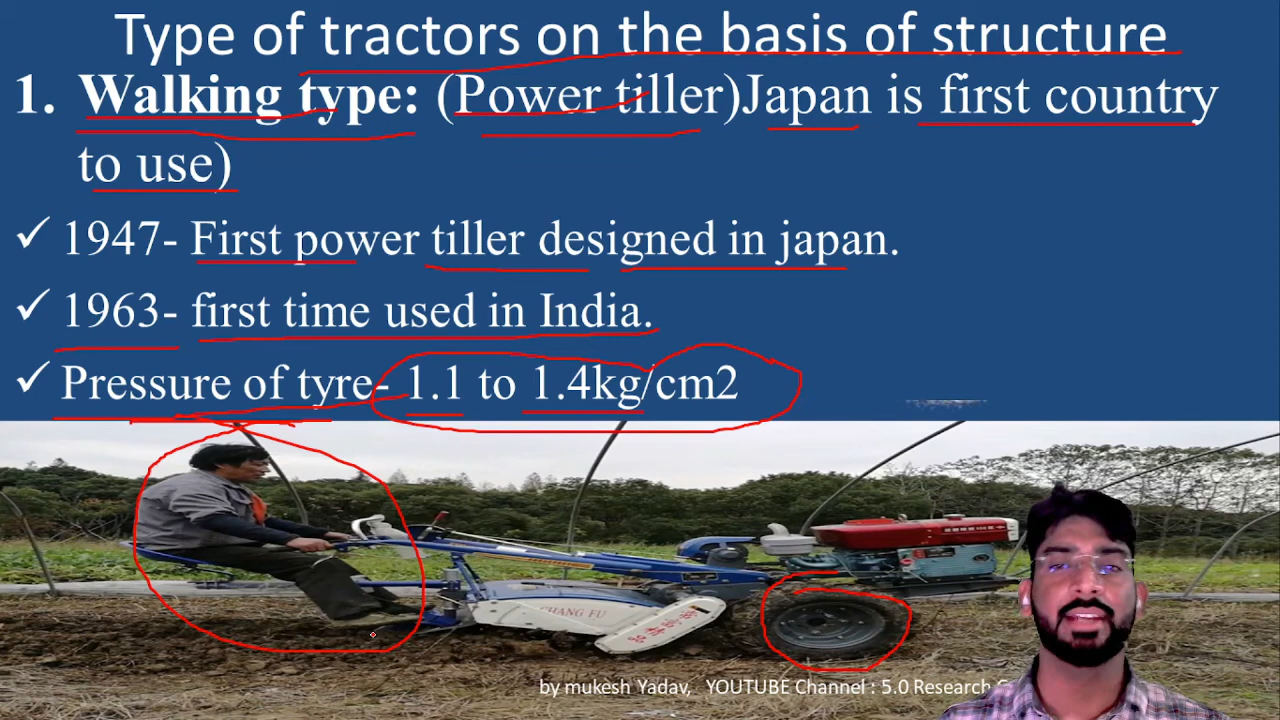 Type of tractors on the basis of structure
1. Walking type: (Power tiller)Japan is first country
to use)
✓ 1947- First power tiller designed in japan.
✓ 1963- first time used in India.
✓ Pressure of tyre- 1.1 to 1.4kg/cm2
CHANG FU
by mukesh Yadav, YOUTUBE Channel : 5.0 Research